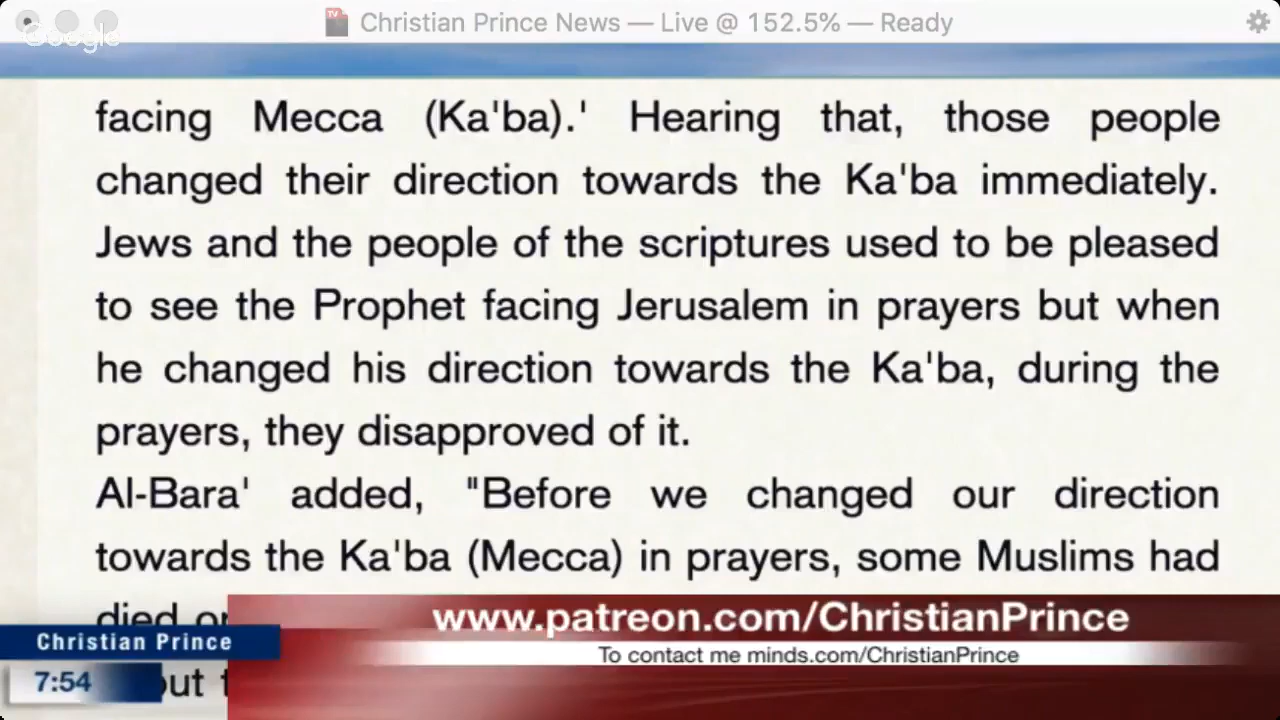 TV
Christian Prince News — Live @ 152.5% — Ready
Google
facing Mecca (Ka'ba).' Hearing that, those people
changed their direction towards the Ka'ba immediately.
Jews and the people of the scriptures used to be pleased
to see the Prophet facing Jerusalem in prayers but when
he changed his direction towards the Ka'ba, during the
prayers, they disapproved of it.
Al-Bara' added, "Before we changed our direction
towards the Ka'ba (Mecca) in prayers, some Muslims had
died
www.patreon.com/ChristianPrince
Christian Prince
To contact me minds.com/ChristianPrince
7:54